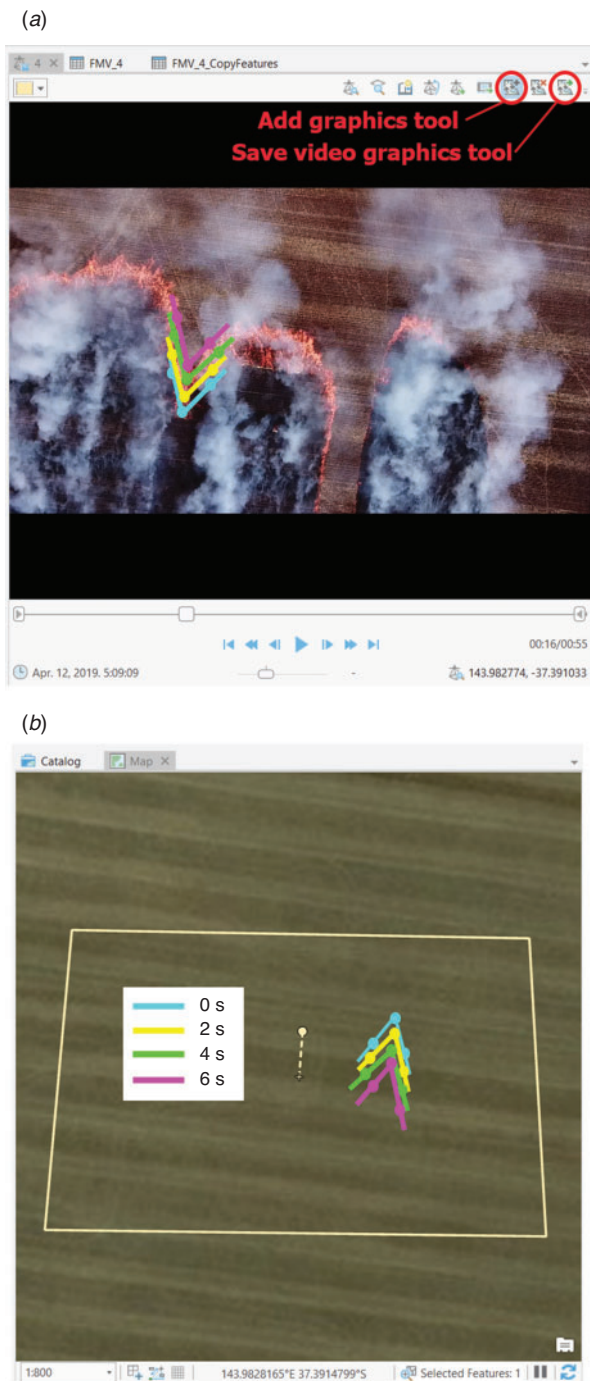 (a)
4 FMV_4 FMV_4_CopyFeatures
Add graphics tool
Save video graphics tool
00:16/00:55
Apr. 12, 2019. 5:09:09 - 143.982774, -37.391033
(b)
Catalog Map
0 s
2 s
4 s
6 s
1:800 143.9828165°E 37.3914799°S Selected Features: 1